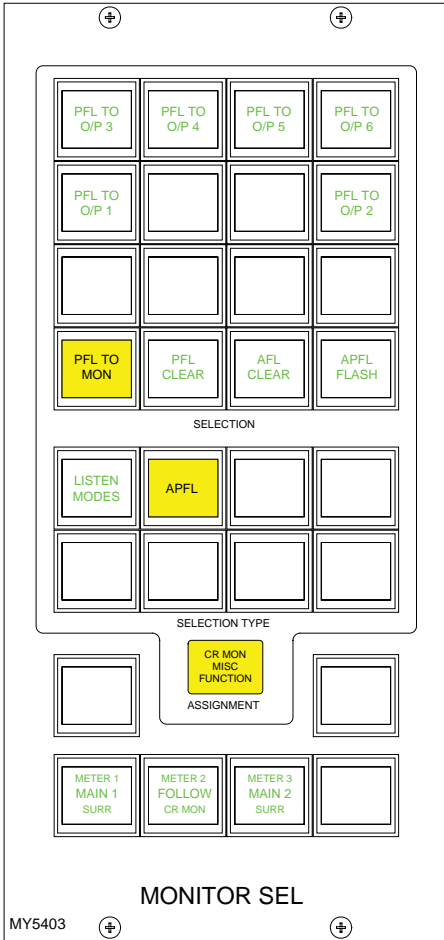 PFL TO
O/P 3
PFL TO
O/P 4
PFL TO
O/P 5
PFL TO
O/P 6
PFL TO
O/P 1
PFL TO
O/P 2
PFL TO
MON
PFL
CLEAR
AFL
CLEAR
APFL
FLASH
SELECTION
LISTEN
MODES
APFL
SELECTION TYPE
CR MON
MISC
FUNCTION
ASSIGNMENT
METER 1
MAIN 1
SURR
METER 2
FOLLOW
CR MON
METER 3
MAIN 2
SURR
MONITOR SEL
MY5403